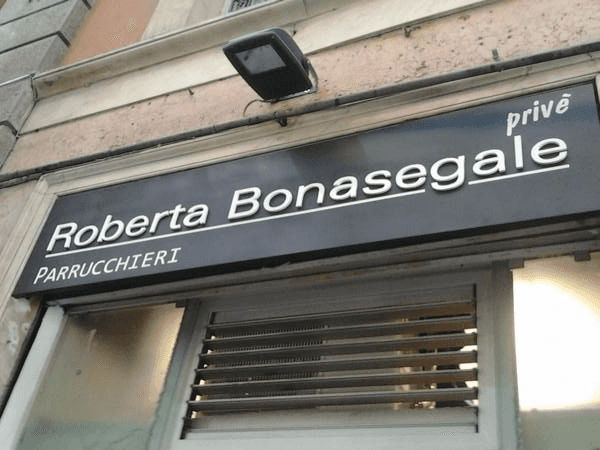 privè
Roberta Bonasegale
PARRUCCHIERI